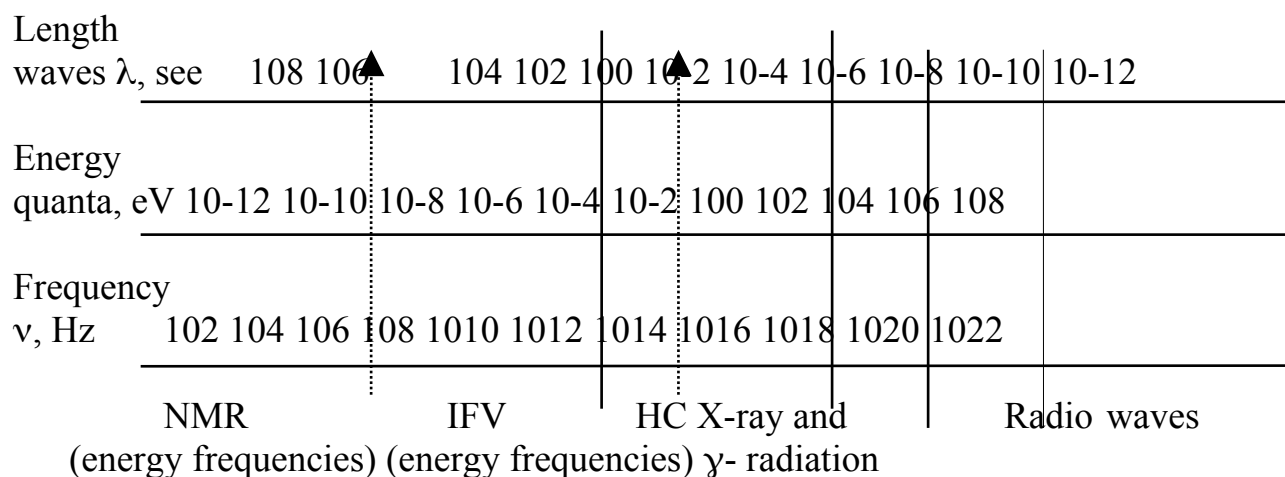 Length
waves λ, see 108 106 104 102 100 10-2 10-4 10-6 10-8 10-10 10-12
Energy
quanta, eV 10-12 10-10 10-8 10-6 10-4 10-2 100 102 104 106 108
Frequency
ν, Hz 102 104 106 108 1010 1012 1014 1016 1018 1020 1022
NMR IFV HC X-ray and Radio waves
(energy frequencies) (energy frequencies) γ- radiation